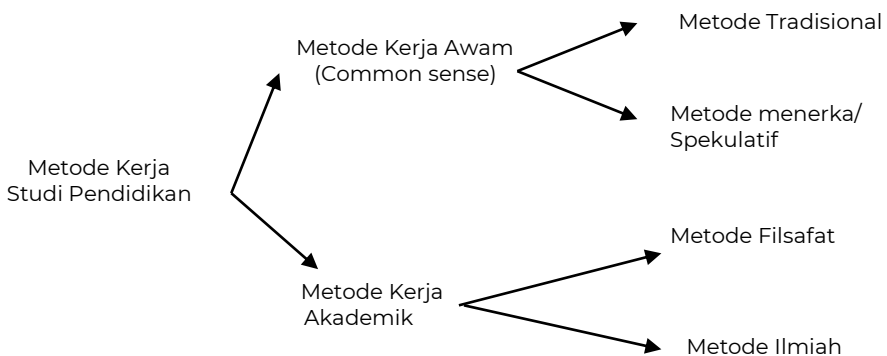 Metode Kerja
Studi Pendidikan
Metode Kerja Awam
(Common sense)
Metode Tradisional
Metode menerka/
Spekulatif
Metode Kerja
Akademik
Metode Filsafat
Metode Ilmiah